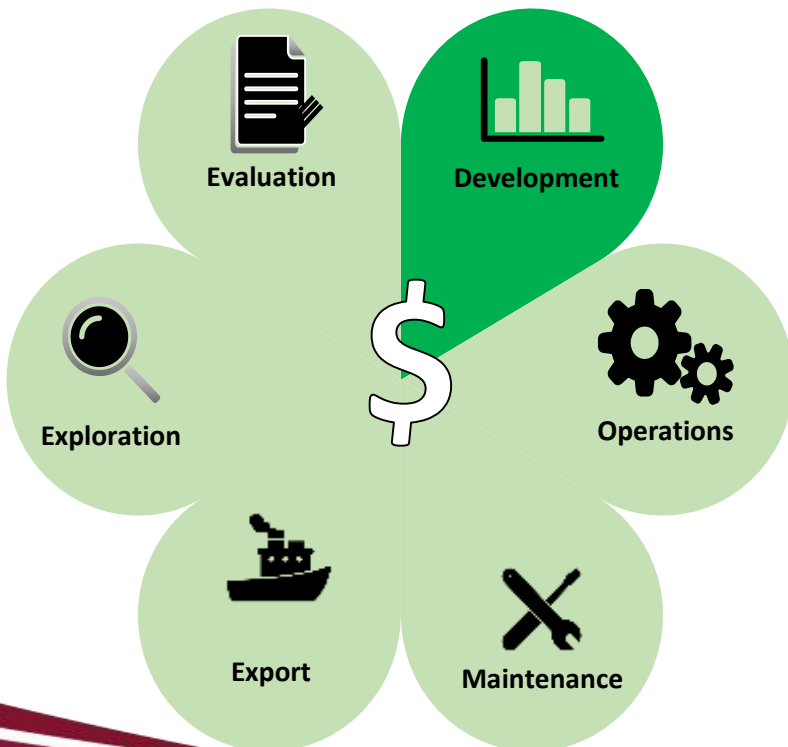 Evaluation
Development
$
Exploration
Operations
Export
Maintenance